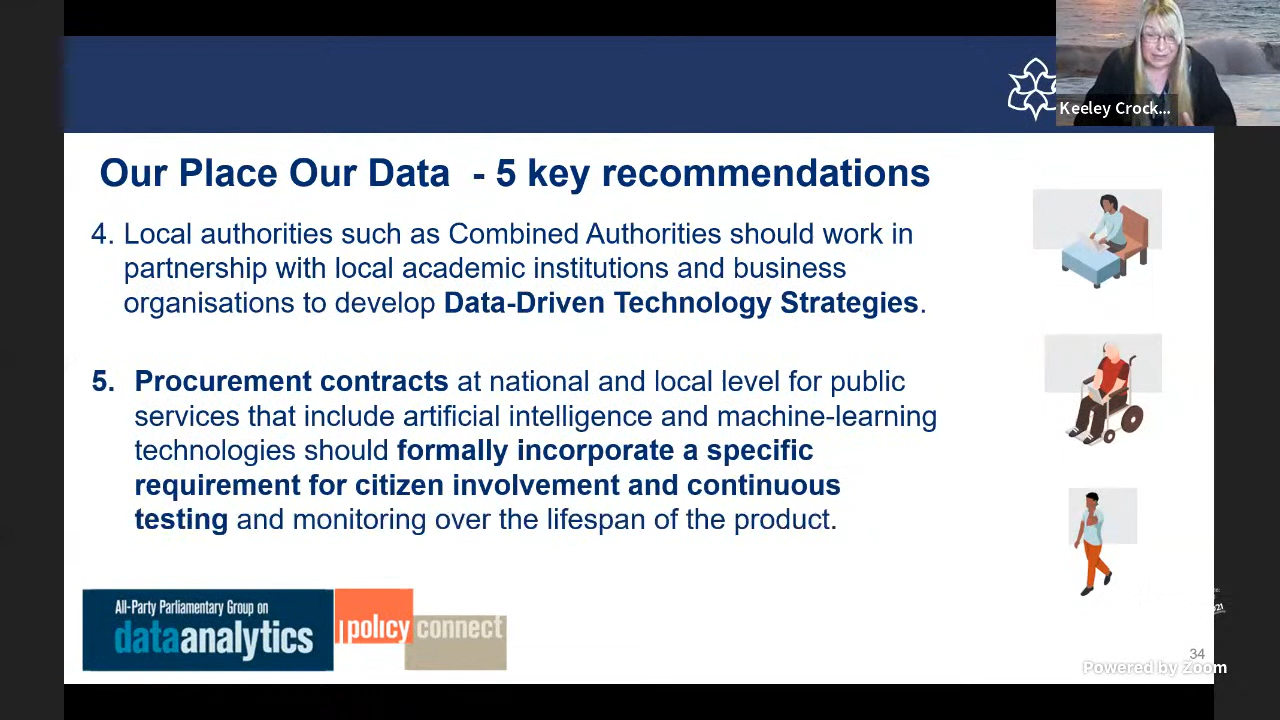 Keeley Crock...
Our Place Our Data - 5 key recommendations
4. Local authorities such as Combined Authorities should work in
partnership with local academic institutions and business
organisations to develop Data-Driven Technology Strategies.
5. Procurement contracts at national and local level for public
services that include artificial intelligence and machine-learning
technologies should formally incorporate a specific
requirement for citizen involvement and continuous
testing and monitoring over the lifespan of the product.
All-Party Parliamentary Group on
dataanalytics
policy connect
34
Powered by Zoom